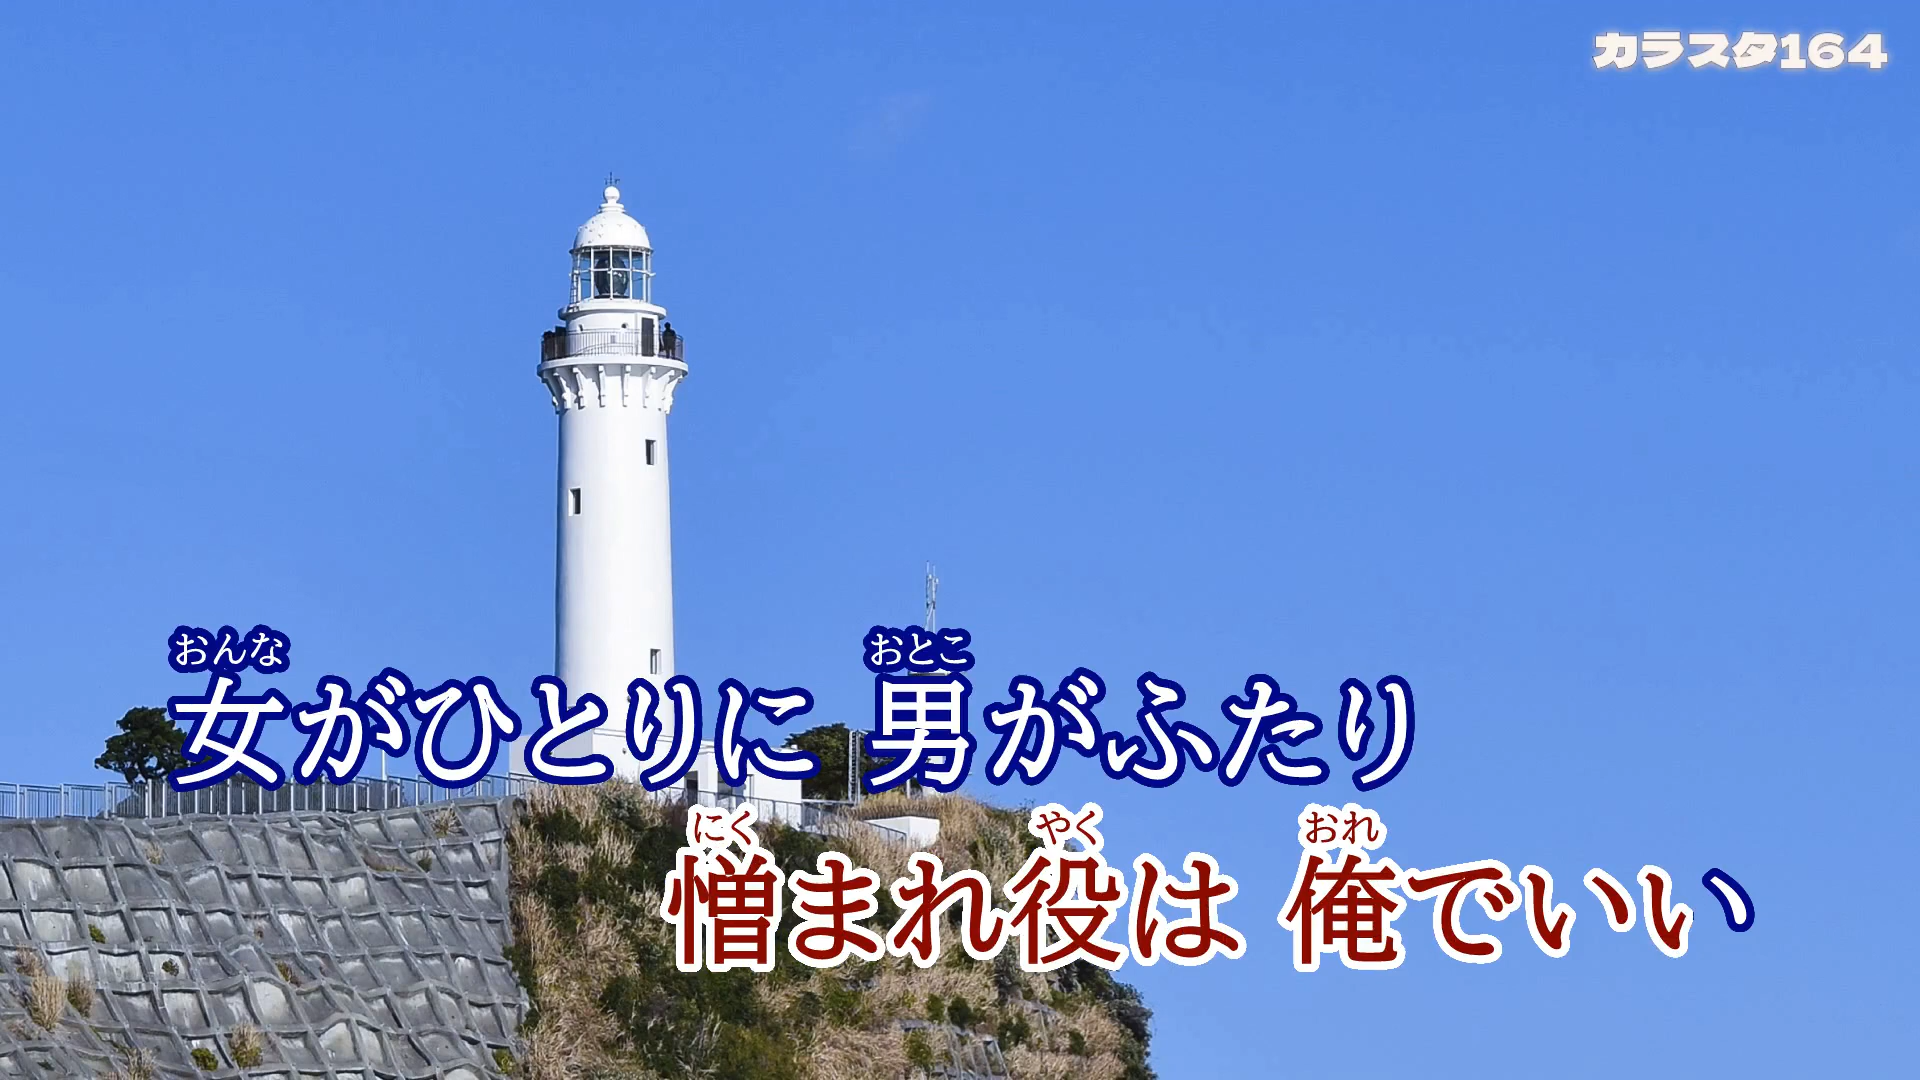 カラスタ164
おんな おとこ
女がひとりに 男がふたり
にく やく おれ
憎まれ役は 俺でいい